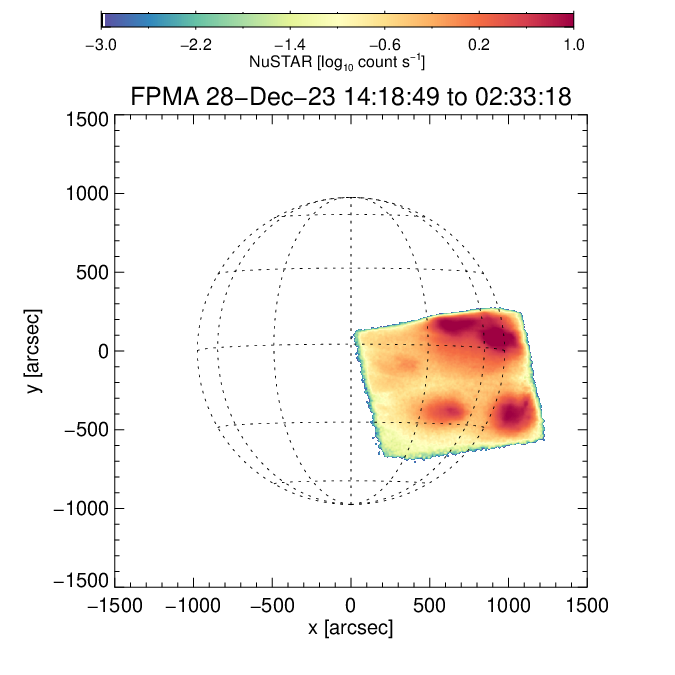 −3.0 −2.2 −1.4 −0.6 0.2 1.0
NuSTAR [log₁₀ count s⁻¹]
FPMA 28−Dec−23 14:18:49 to 02:33:18
1500
1000
500
0
−500
−1000
−1500
y [arcsec]
−1500 −1000 −500 0 500 1000 1500
x [arcsec]